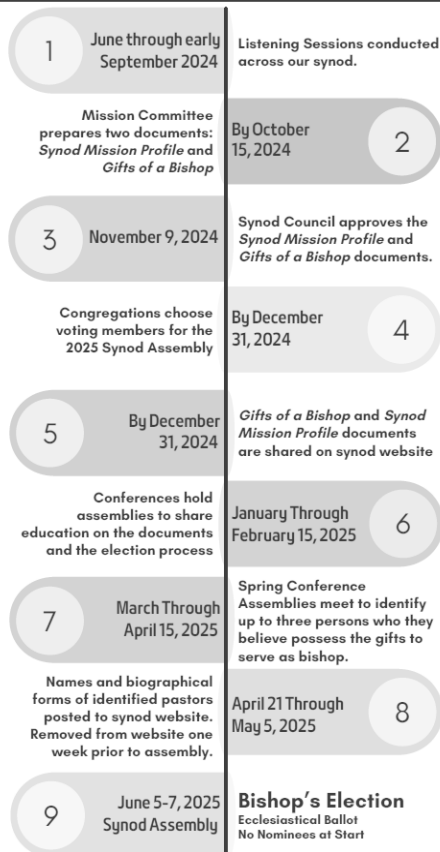 1
June through early
September 2024
Listening Sessions conducted
across our synod.
Mission Committee
prepares two documents:
Synod Mission Profile and
Gifts of a Bishop
By October
15, 2024
2
3
November 9, 2024
Synod Council approves the
Synod Mission Profile and
Gifts of a Bishop documents.
Congregations choose
voting members for the
2025 Synod Assembly
By December
31, 2024
4
5
By December
31, 2024
Gifts of a Bishop and Synod
Mission Profile documents
are shared on synod website
Conferences hold
assemblies to share
education on the documents
and the election process
January Through
February 15, 2025
6
7
March Through
April 15, 2025
Spring Conference
Assemblies meet to identify
up to three persons who they
believe possess the gifts to
serve as bishop.
Names and biographical
forms of identified pastors
posted to synod website.
Removed from website one
week prior to assembly.
April 21 Through
May 5, 2025
8
9
June 5-7, 2025
Synod Assembly
Bishop's Election
Ecclesiastical Ballot
No Nominees at Start